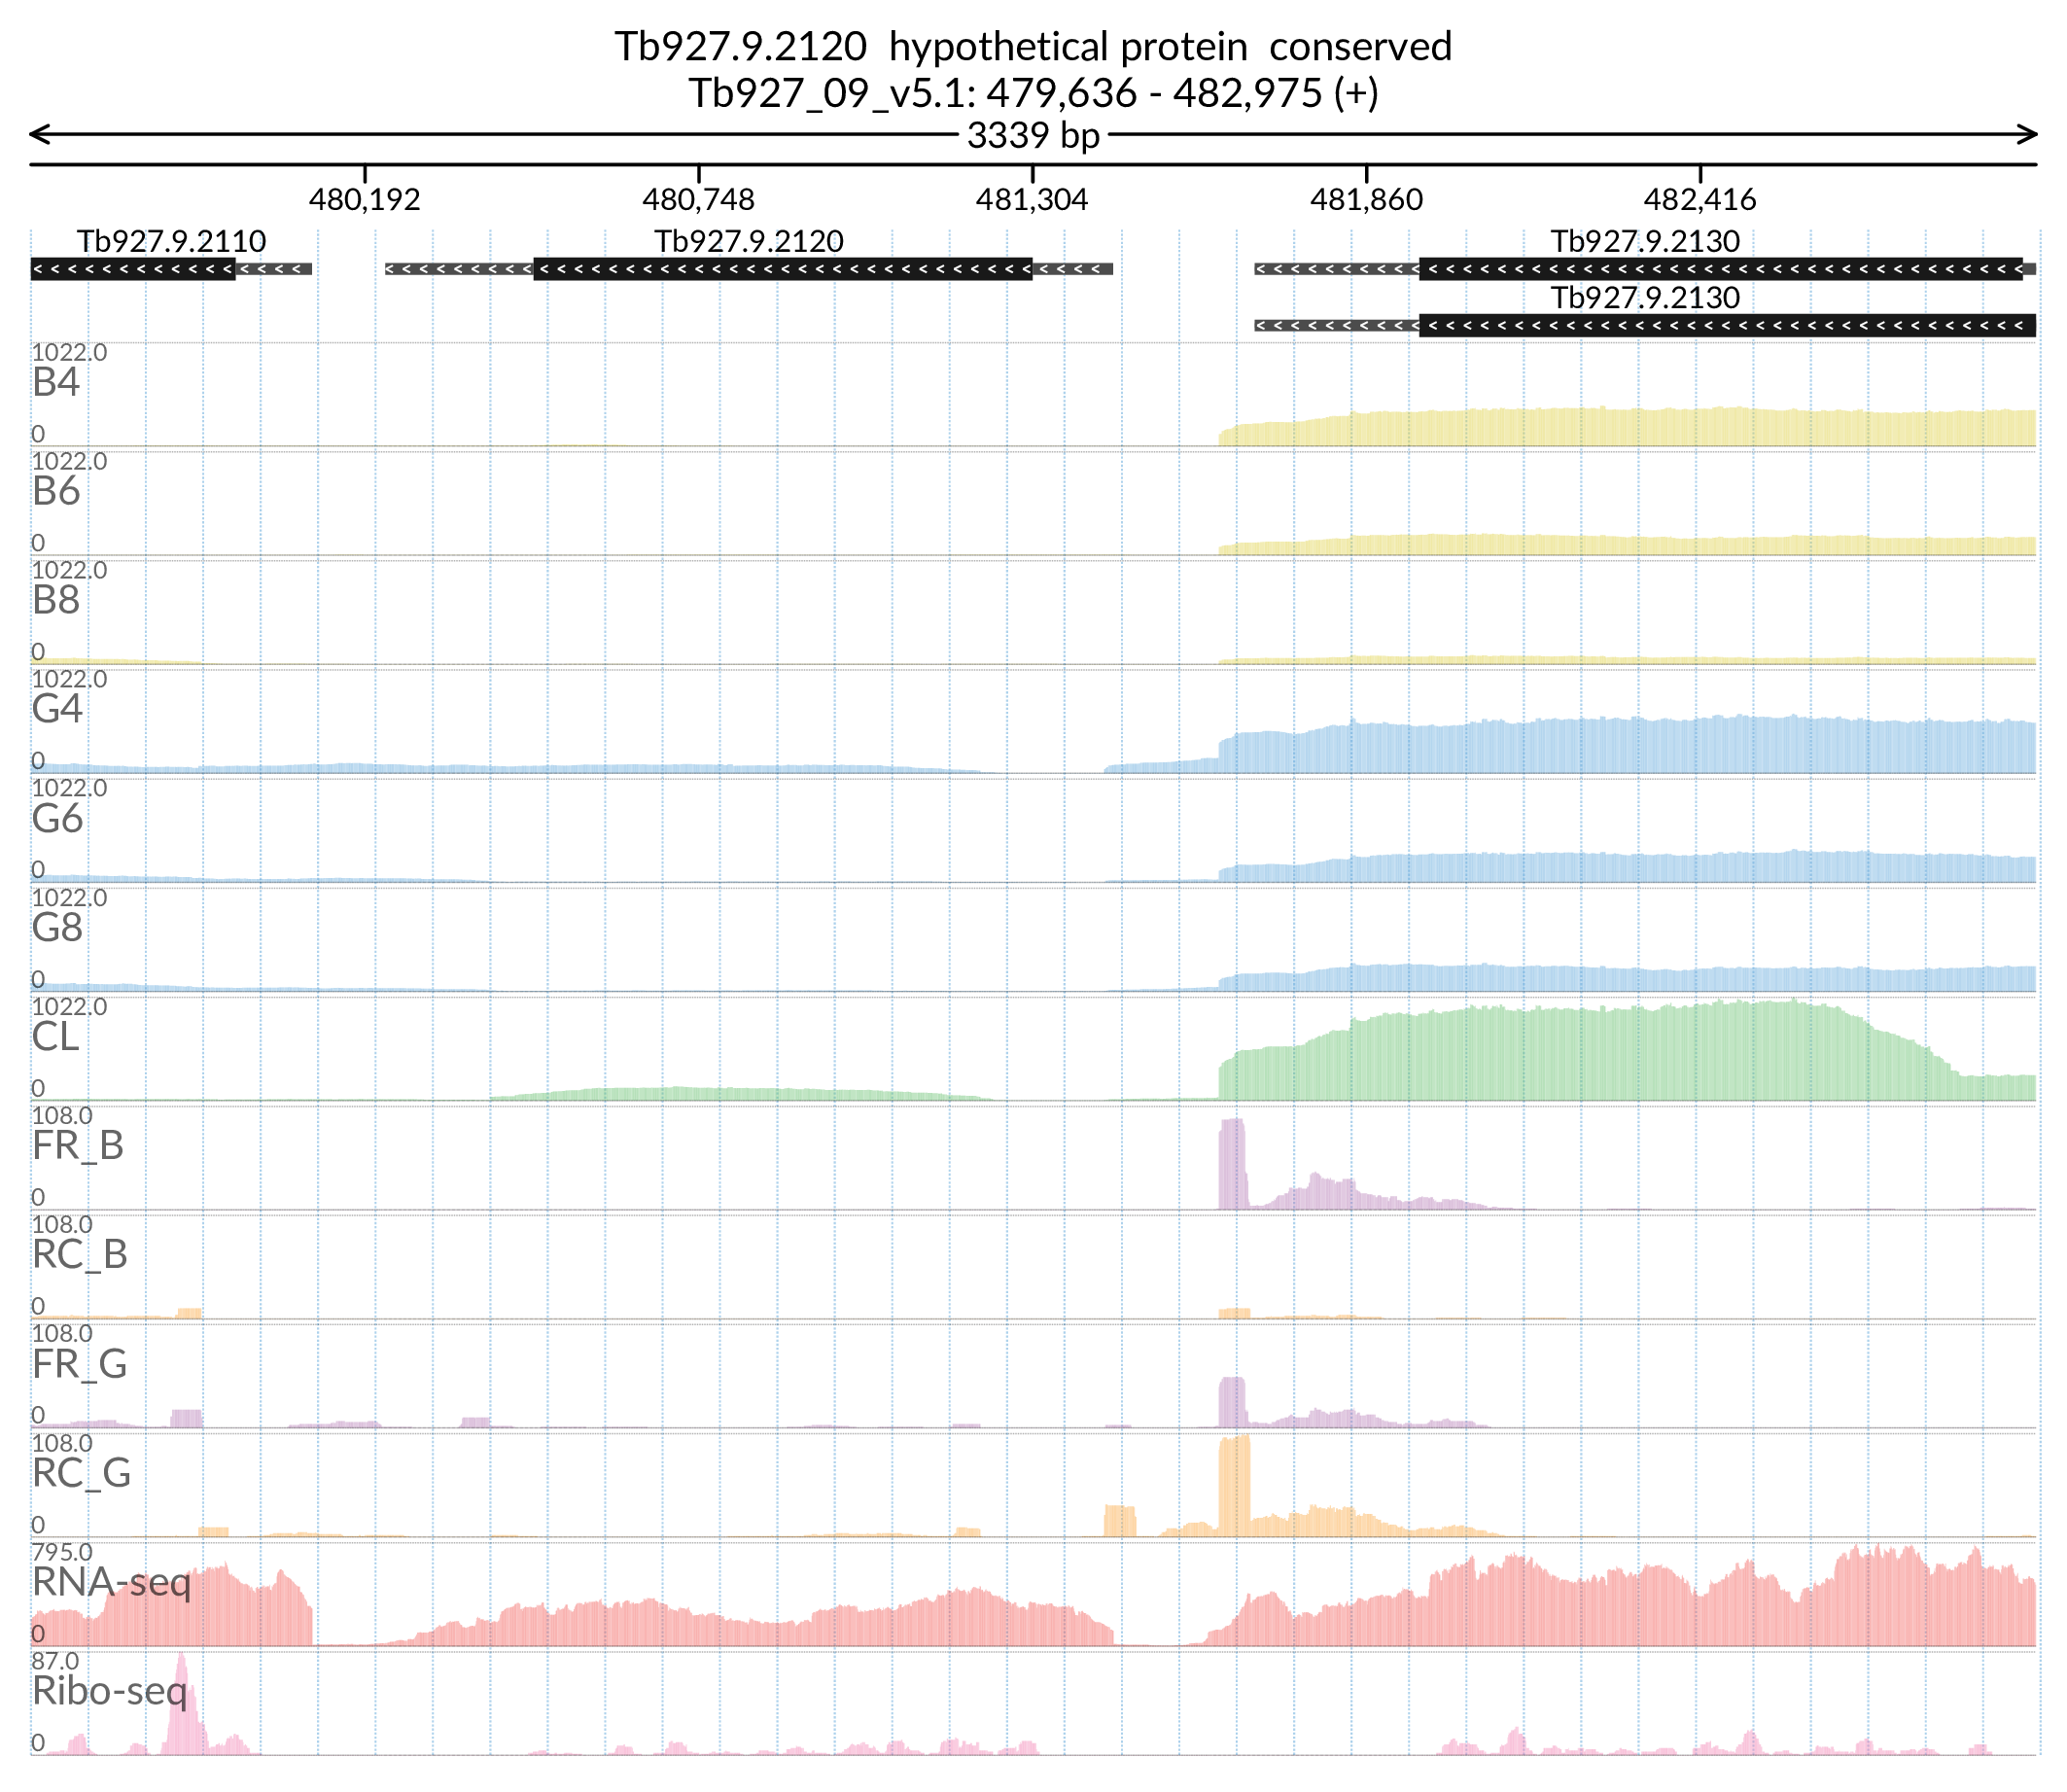 Tb927.9.2120  hypothetical protein  conserved
Tb927_09_v5.1: 479,636 - 482,975 (+)
3339 bp
480,192 480,748 481,304 481,860 482,416
Tb927.9.2110 Tb927.9.2120 Tb927.9.2130
Tb927.9.2130
1022.0
B4
0
1022.0
B6
0
1022.0
B8
0
1022.0
G4
0
1022.0
G6
0
1022.0
G8
0
1022.0
CL
0
108.0
FR_B
0
108.0
RC_B
0
108.0
FR_G
0
108.0
RC_G
0
795.0
RNA-seq
0
87.0
Ribo-seq
0